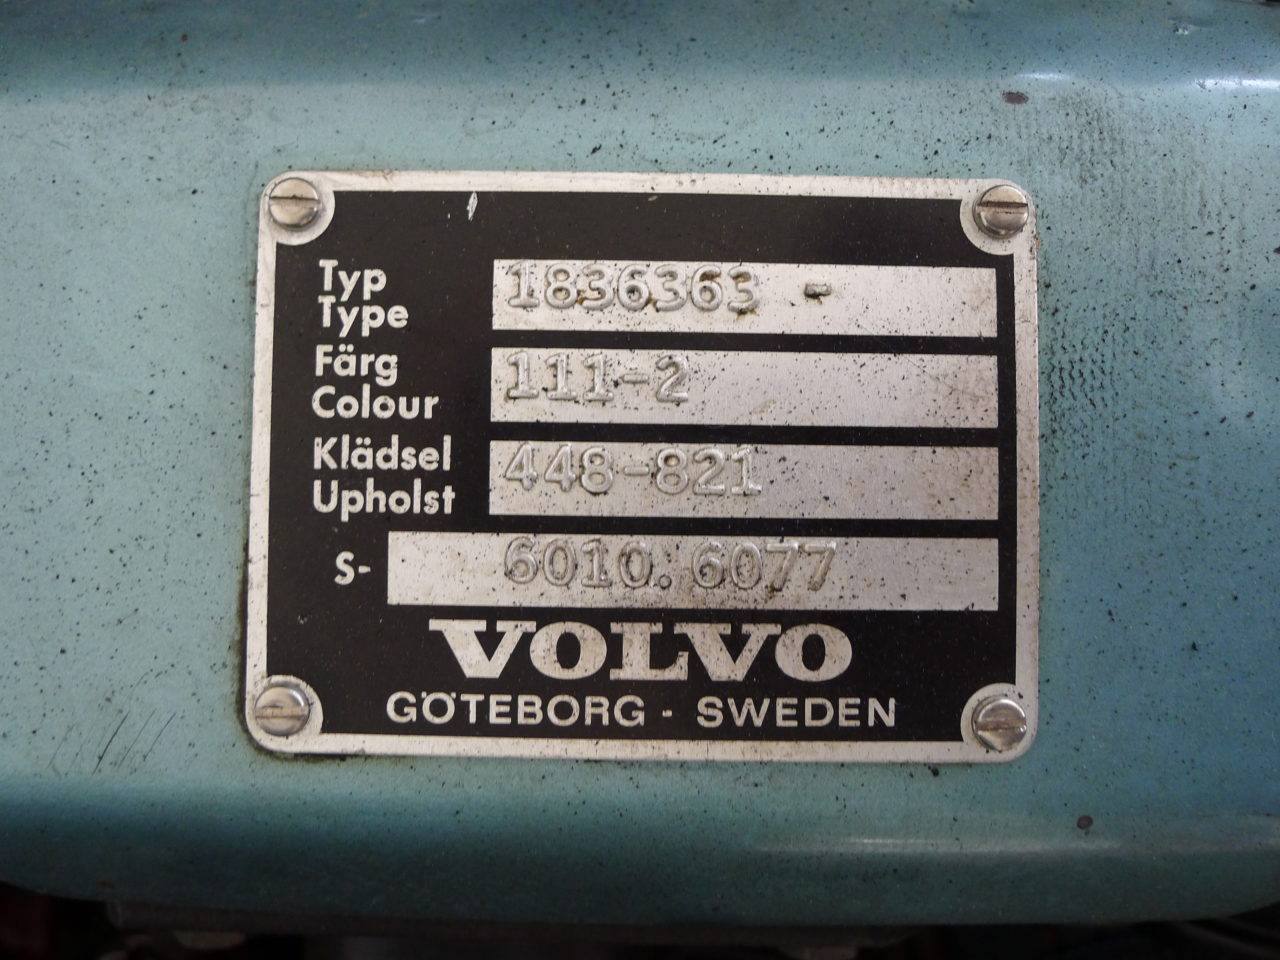 Typ
Type 1836363 -
Färg
Colour 111-2
Klädsel
Upholst 448-821
S- 6010.6077
VOLVO
GÖTEBORG - SWEDEN